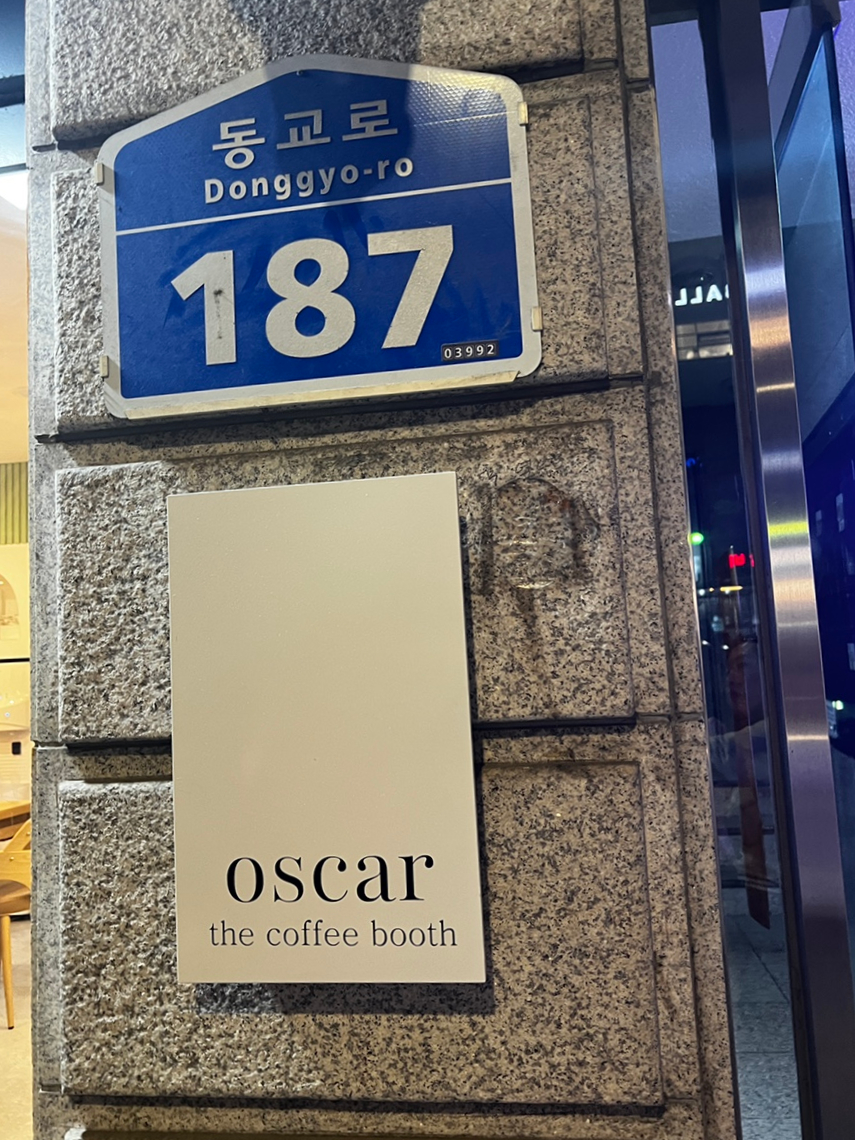 동교로
Donggyo-ro
187
03992
oscar
the coffee booth